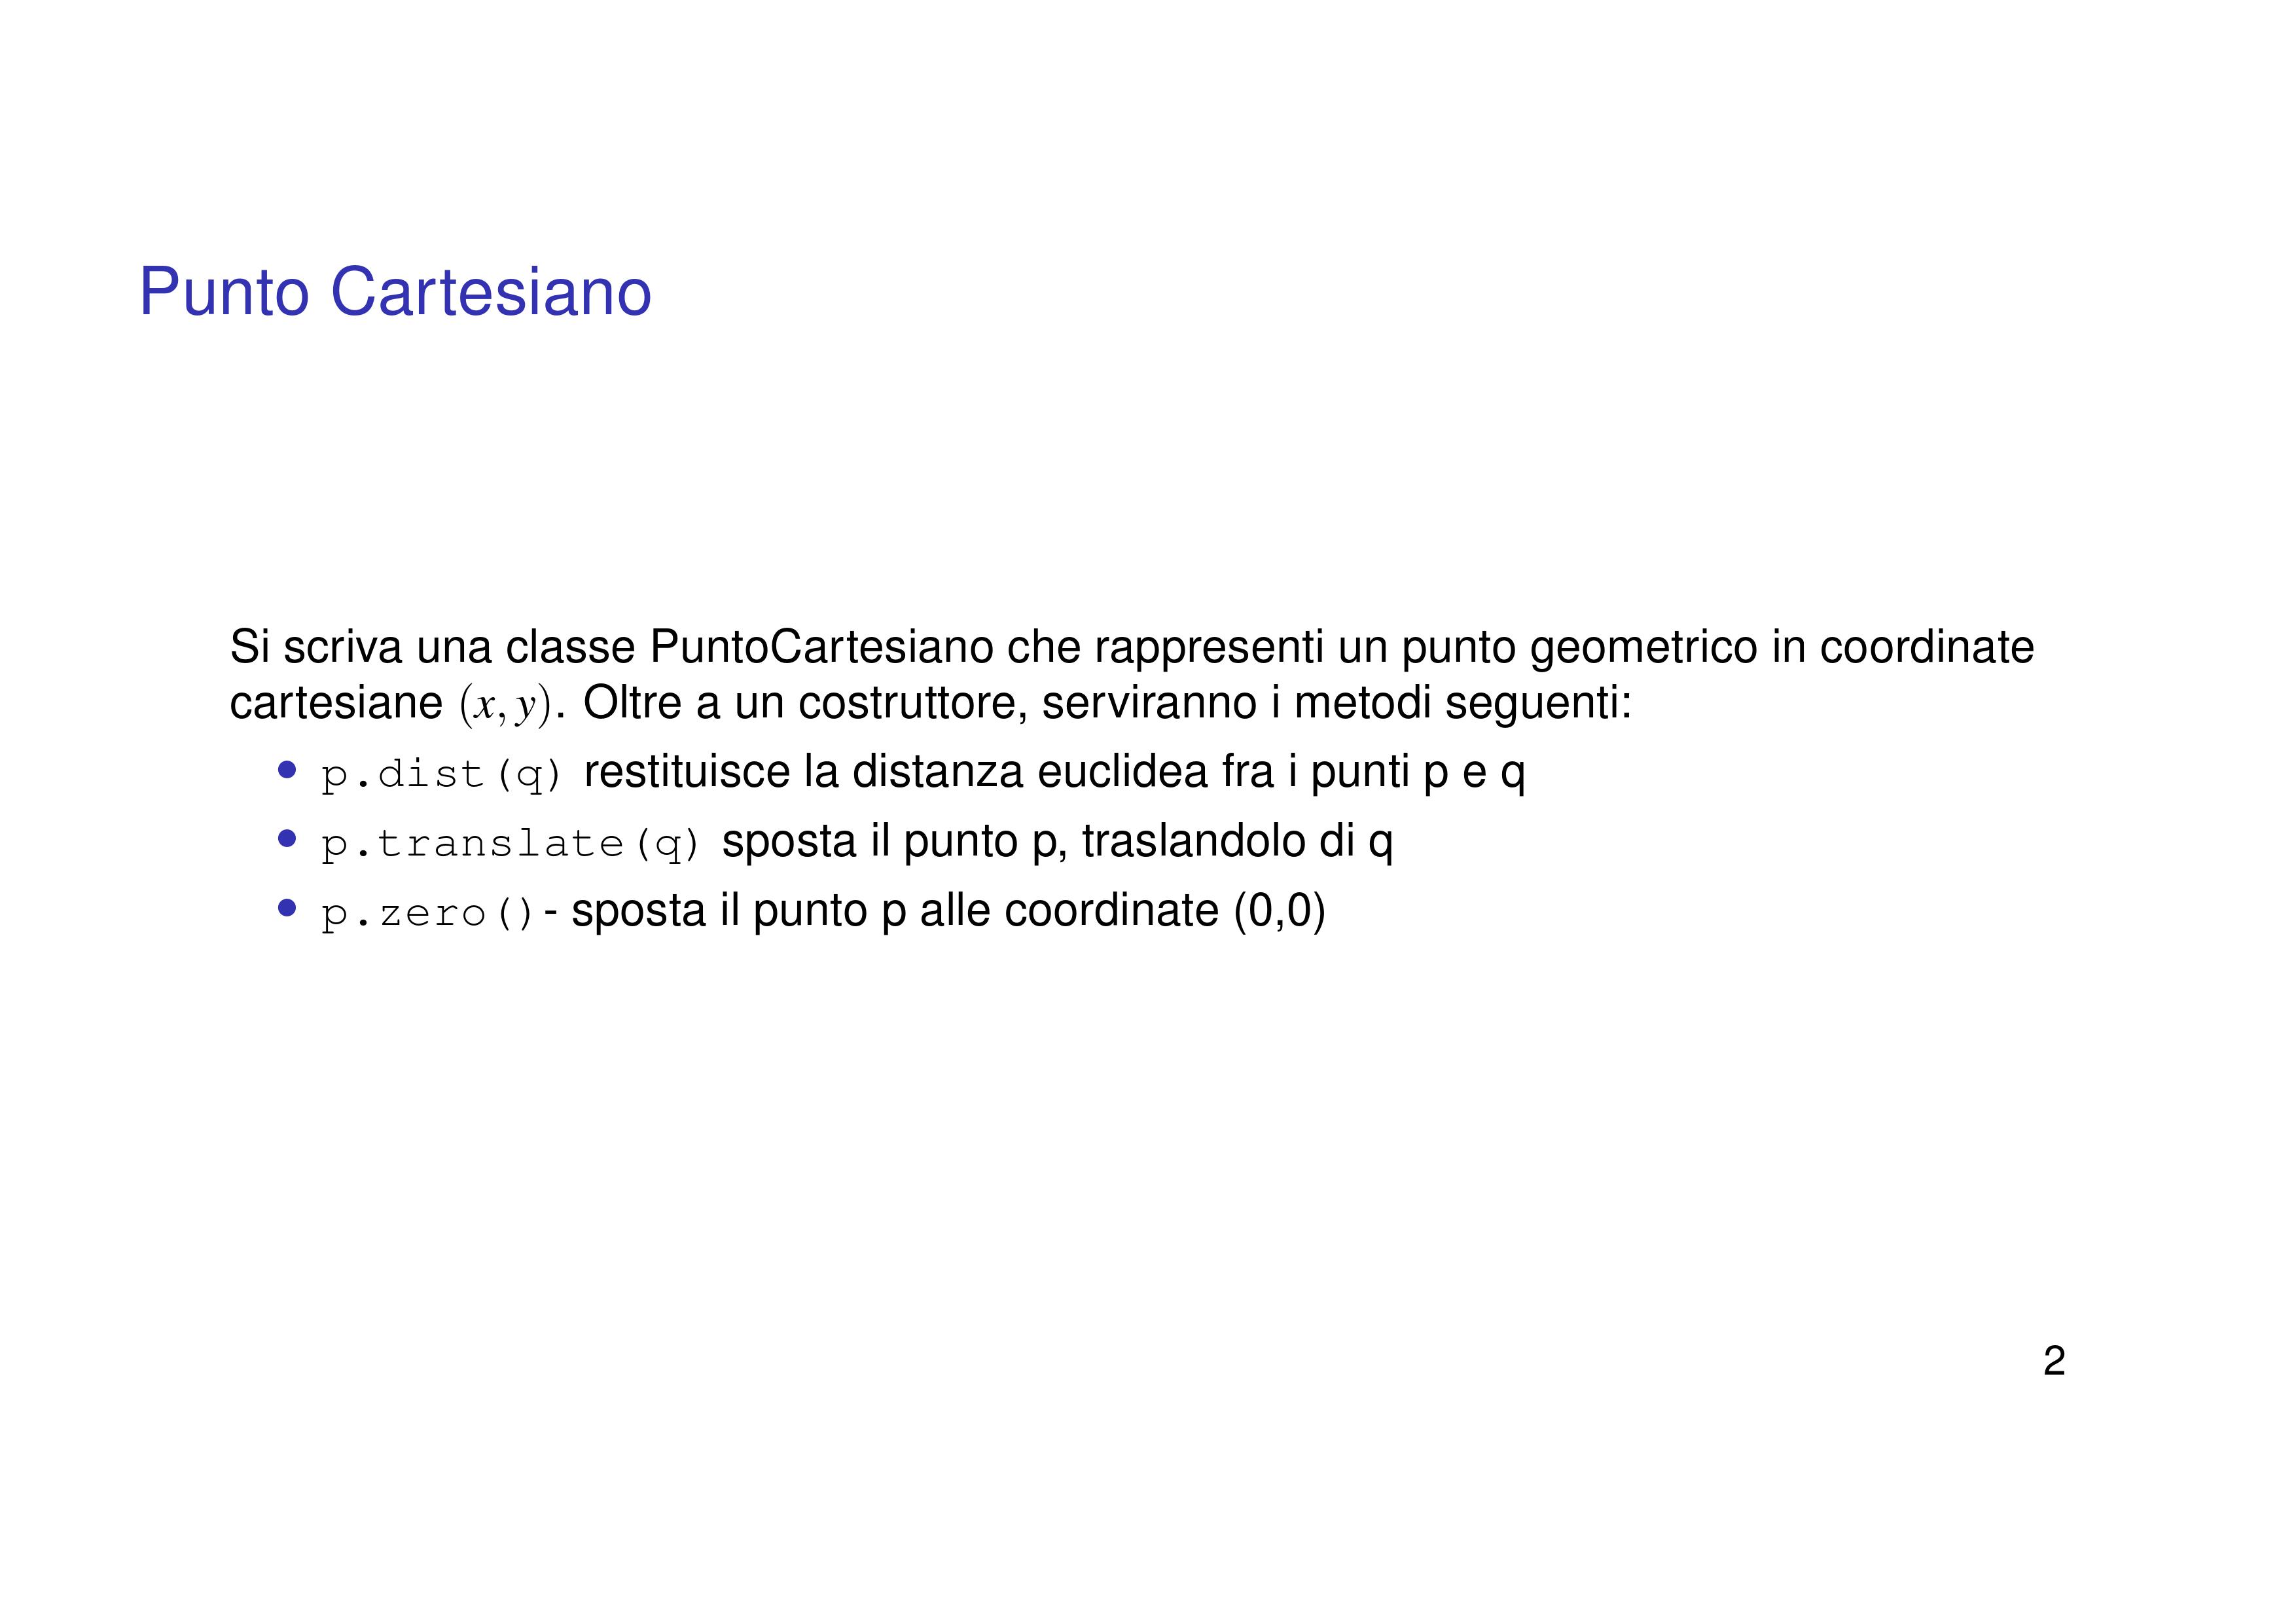 Punto Cartesiano
Si scriva una classe PuntoCartesiano che rappresenti un punto geometrico in coordinate
cartesiane (x, y). Oltre a un costruttore, serviranno i metodi seguenti:
• p.dist(q) restituisce la distanza euclidea fra i punti p e q
• p.translate(q) sposta il punto p, traslandolo di q
• p.zero()- sposta il punto p alle coordinate (0,0)
2